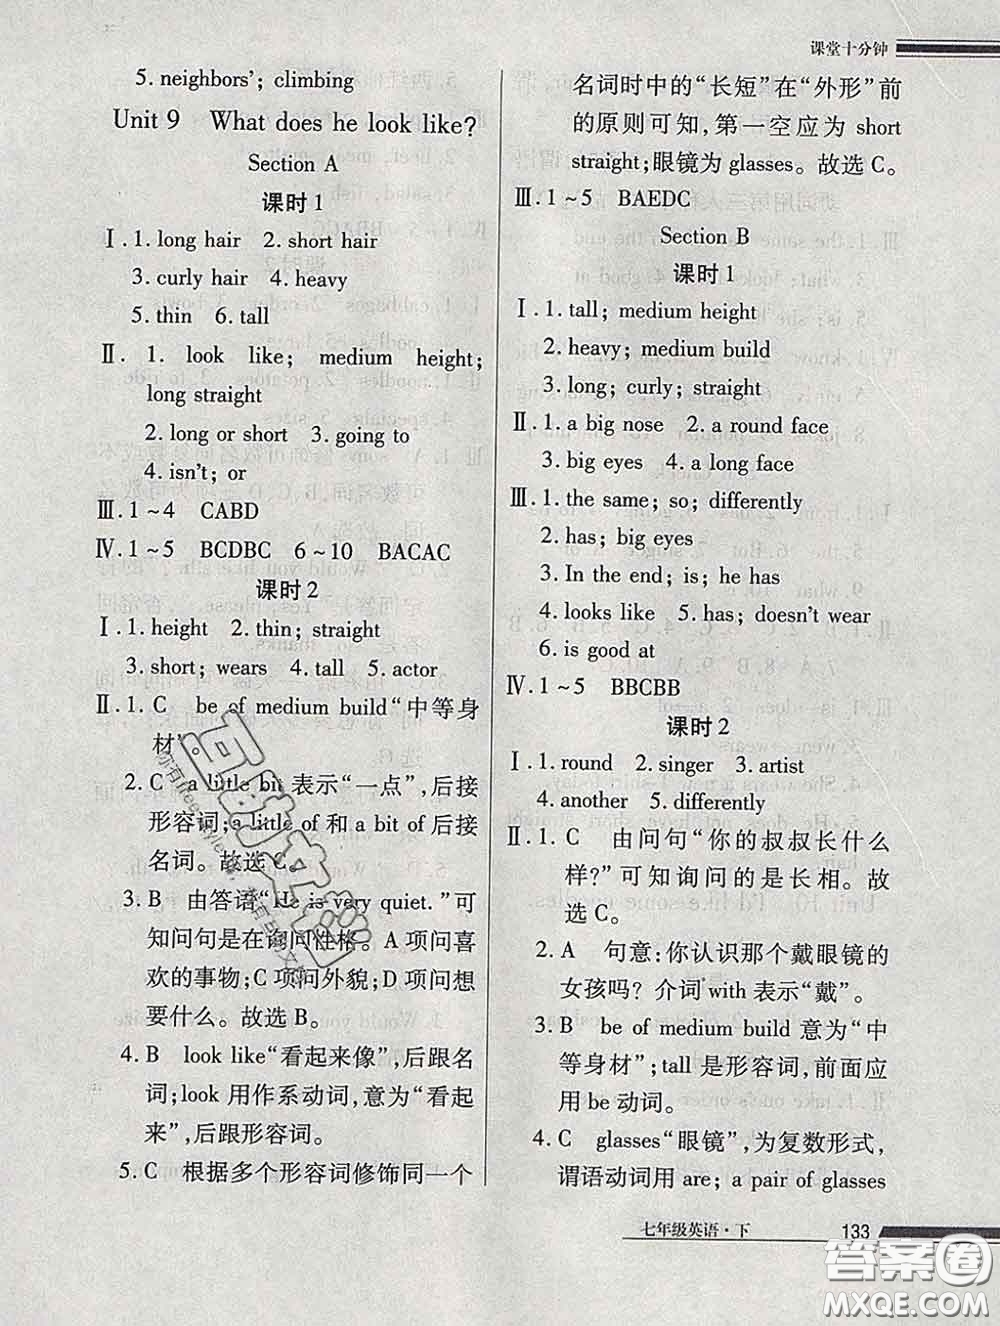 课堂十分钟
5. neighbors’; climbing
Unit 9 What does he look like?
Section A
课时1
Ⅰ. 1. long hair 2. short hair
3. curly hair 4. heavy
5. thin 6. tall
Ⅱ. 1. look like; medium height;
long straight
2. long or short 3. going to
4. isn’t; or
Ⅲ. 1~4 CABD
Ⅳ. 1~5 BCDBC 6~10 BACAC
课时2
Ⅰ. 1. height 2. thin; straight
3. short; wears 4. tall 5. actor
Ⅱ. 1. C be of medium build“中等身
材”。
2. C a little bit 表示“一点”,后接
形容词; a little of 和 a bit of 后接
名词。故选 C。
3. B 由答语“He is very quiet.”可
知问句是在询问性格。A 项问喜
欢的事物;C 项问外貌;D 项问想
要什么。故选 B。
4. B look like“看起来像”,后跟名
词;look 用作系动词,意为“看起
来”,后跟形容词。
5. C 根据多个形容词修饰同一个
名词时中的“长短”在“外形”前
的原则可知,第一空应为 short
straight;眼镜为 glasses。故选 C。
Ⅲ. 1~5 BAEDC
Section B
课时1
Ⅰ. 1. tall; medium height
2. heavy; medium build
3. long; curly; straight
Ⅱ. 1. a big nose 2. a round face
3. big eyes 4. a long face
Ⅲ. 1. the same; so; differently
2. has; big eyes
3. In the end; is; he has
4. looks like 5. has; doesn’t wear
6. is good at
Ⅳ. 1~5 BBCBB
课时2
Ⅰ. 1. round 2. singer 3. artist
4. another 5. differently
Ⅱ. 1. C 由问句“你的叔叔长什么
样?”可知询问的是长相。故
选 C。
2. A 句意:你认识那个戴眼镜的
女孩吗? 介词 with 表示“戴”。
3. B be of medium build 意为“中
等身材”;tall 是形容词,前面应
用 be 动词。
4. C glasses“眼镜”,为复数形式,
谓语动词用 are; a pair of glasses
七年级英语·下 133
答案圈
MXQE.COM